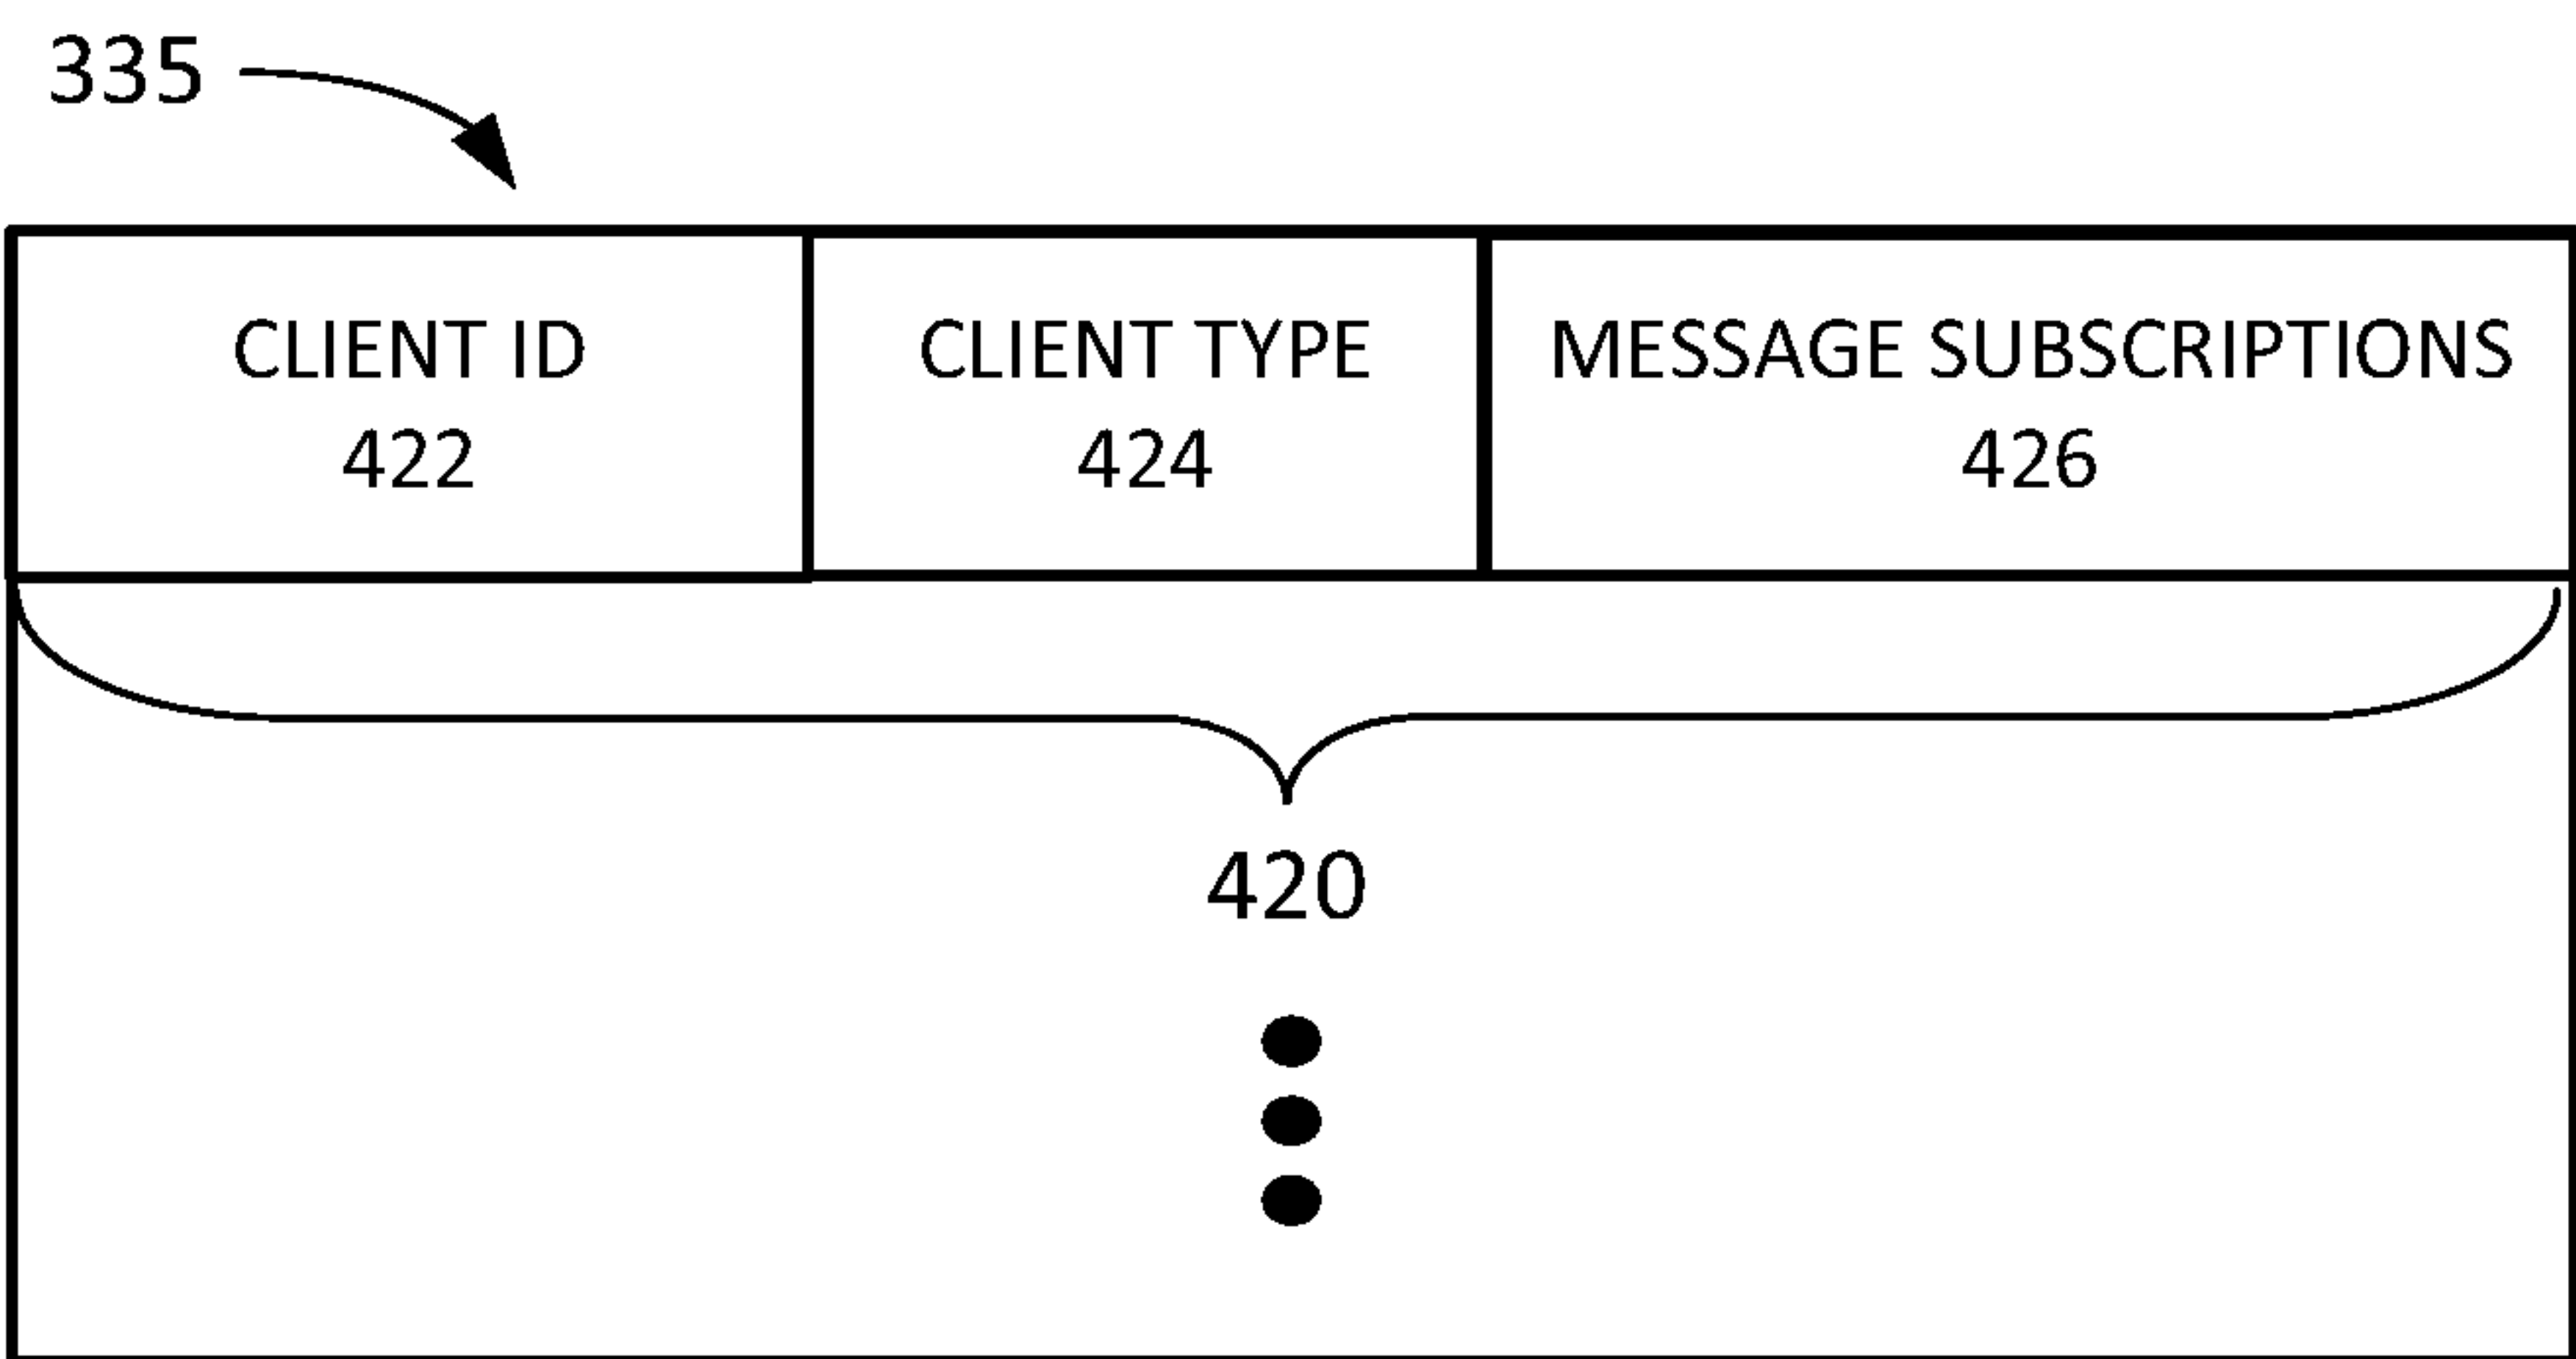 335
CLIENT ID
422
CLIENT TYPE
424
MESSAGE SUBSCRIPTIONS
426
420